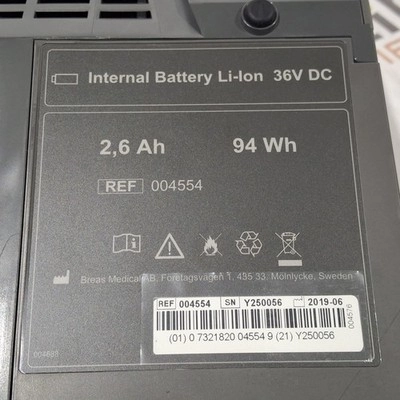 Internal Battery Li-Ion 36V DC
2,6 Ah 94 Wh
REF 004554
Breas Medical AB. Företagsvägen 1. 435 33. Mölnlycke, Sweden
REF 004554 SN Y250056 2019-06
(01) 0 7321820 04554 9 (21) Y250056
004576